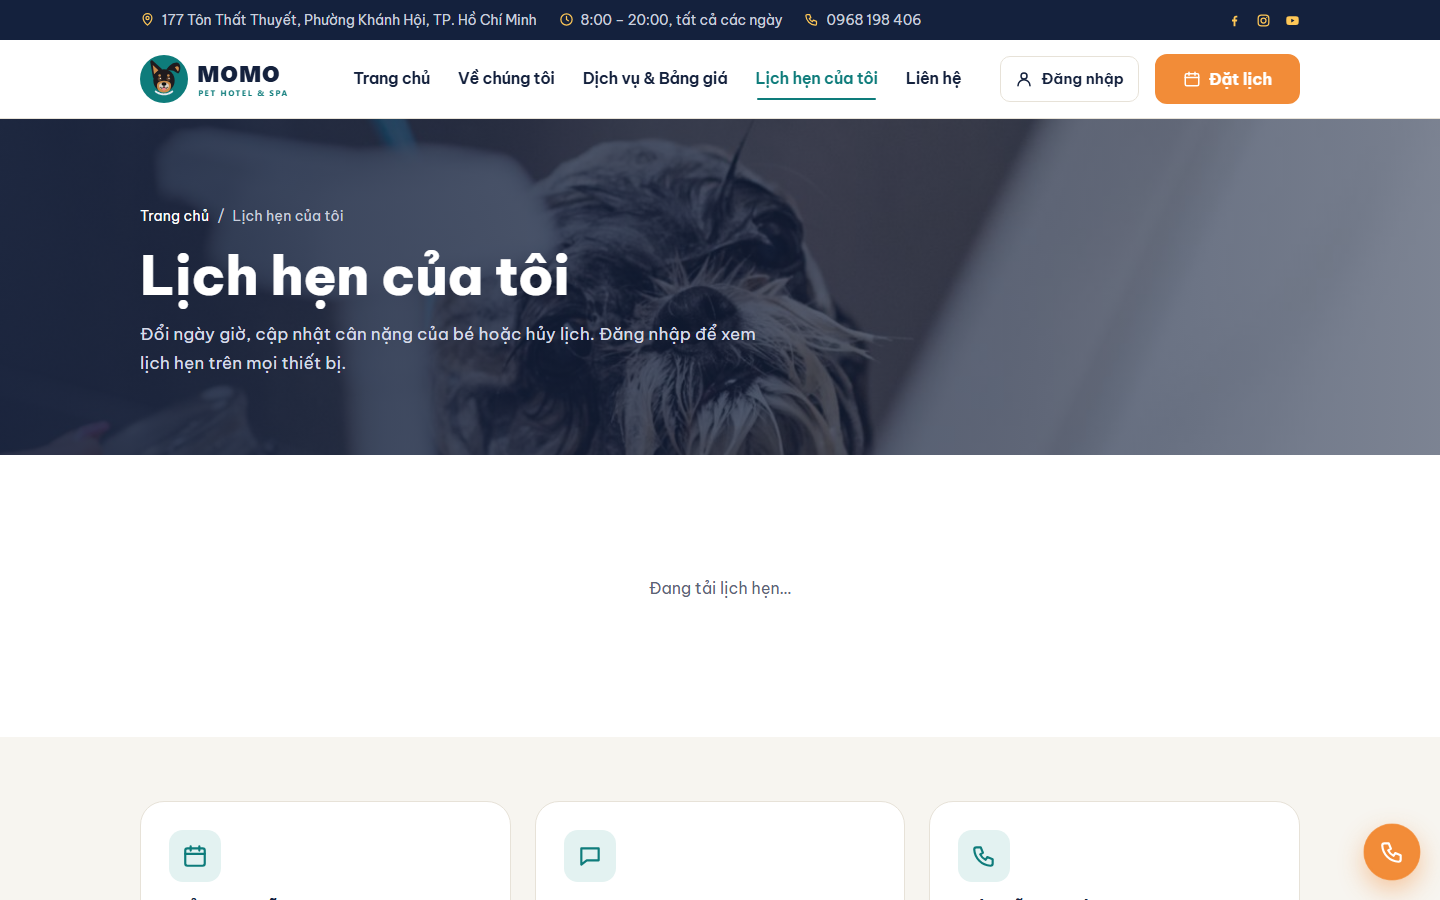 177 Tôn Thất Thuyết, Phường Khánh Hội, TP. Hồ Chí Minh
8:00 – 20:00, tất cả các ngày
0968 198 406
MOMO
PET HOTEL & SPA
Trang chủ
Về chúng tôi
Dịch vụ & Bảng giá
Lịch hẹn của tôi
Liên hệ
Đăng nhập
Đặt lịch
Trang chủ / Lịch hẹn của tôi
Lịch hẹn của tôi
Đổi ngày giờ, cập nhật cân nặng của bé hoặc hủy lịch. Đăng nhập để xem
lịch hẹn trên mọi thiết bị.
Đang tải lịch hẹn...